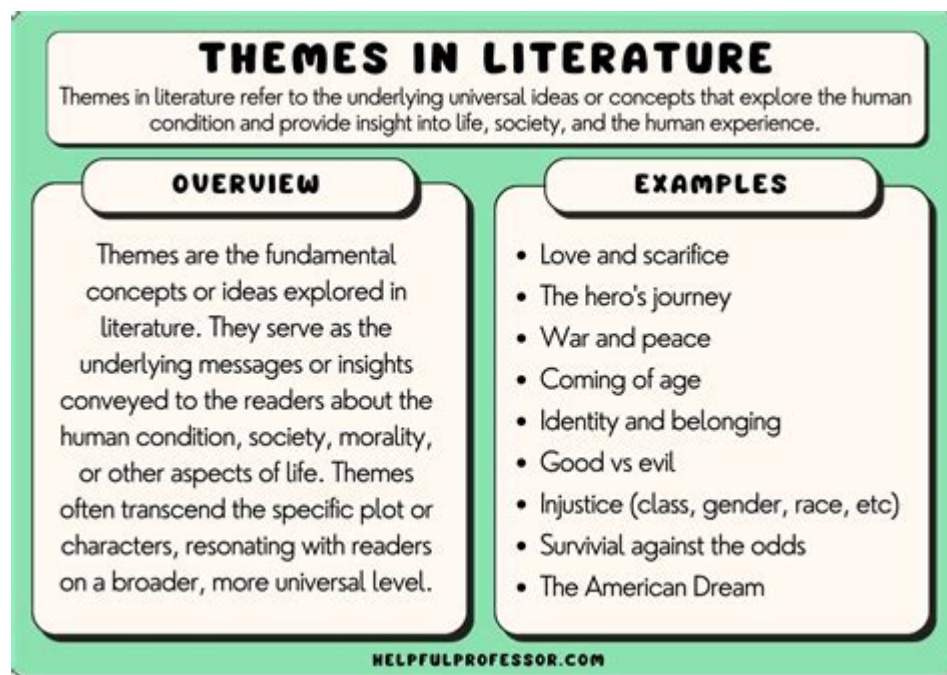 THEMES IN LITERATURE
Themes in literature refer to the underlying universal ideas or concepts that explore the human
condition and provide insight into life, society, and the human experience.
OVERVIEW
Themes are the fundamental
concepts or ideas explored in
literature. They serve as the
underlying messages or insights
conveyed to the readers about the
human condition, society, morality,
or other aspects of life. Themes
often transcend the specific plot or
characters, resonating with readers
on a broader, more universal level.
EXAMPLES
• Love and scarifice
• The hero's journey
• War and peace
• Coming of age
• Identity and belonging
• Good vs evil
• Injustice (class, gender, race, etc)
• Survivial against the odds
• The American Dream
HELPFULPROFESSOR.COM